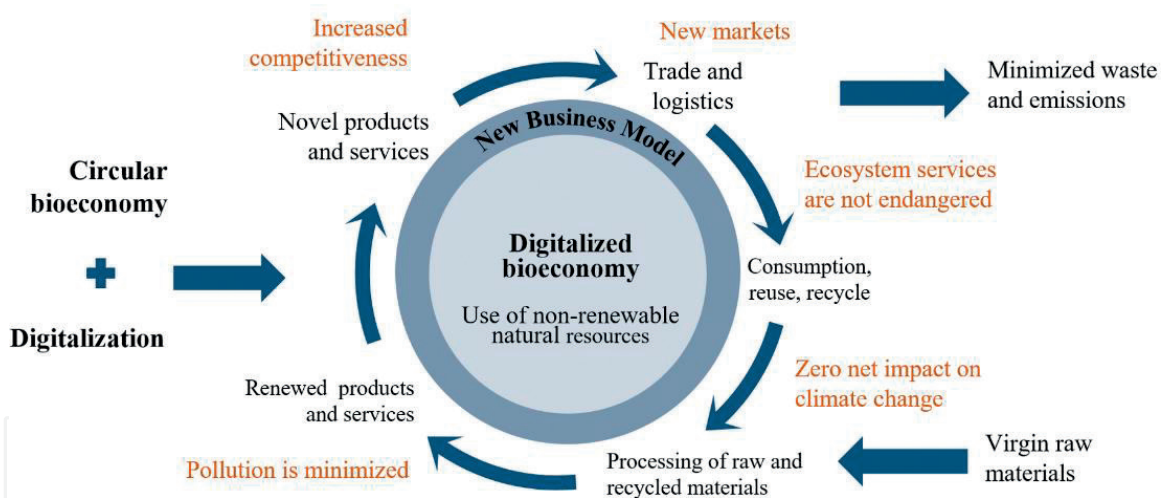 Increased
competitiveness
New markets
Trade and
logistics
Minimized waste
and emissions
Novel products
and services
New Business Model
Circular
bioeconomy
Ecosystem services
are not endangered
Digitalized
bioeconomy
Consumption,
reuse, recycle
Use of non-renewable
natural resources
Digitalization
Zero net impact on
climate change
Renewed products
and services
Pollution is minimized
Processing of raw and
recycled materials
Virgin raw
materials